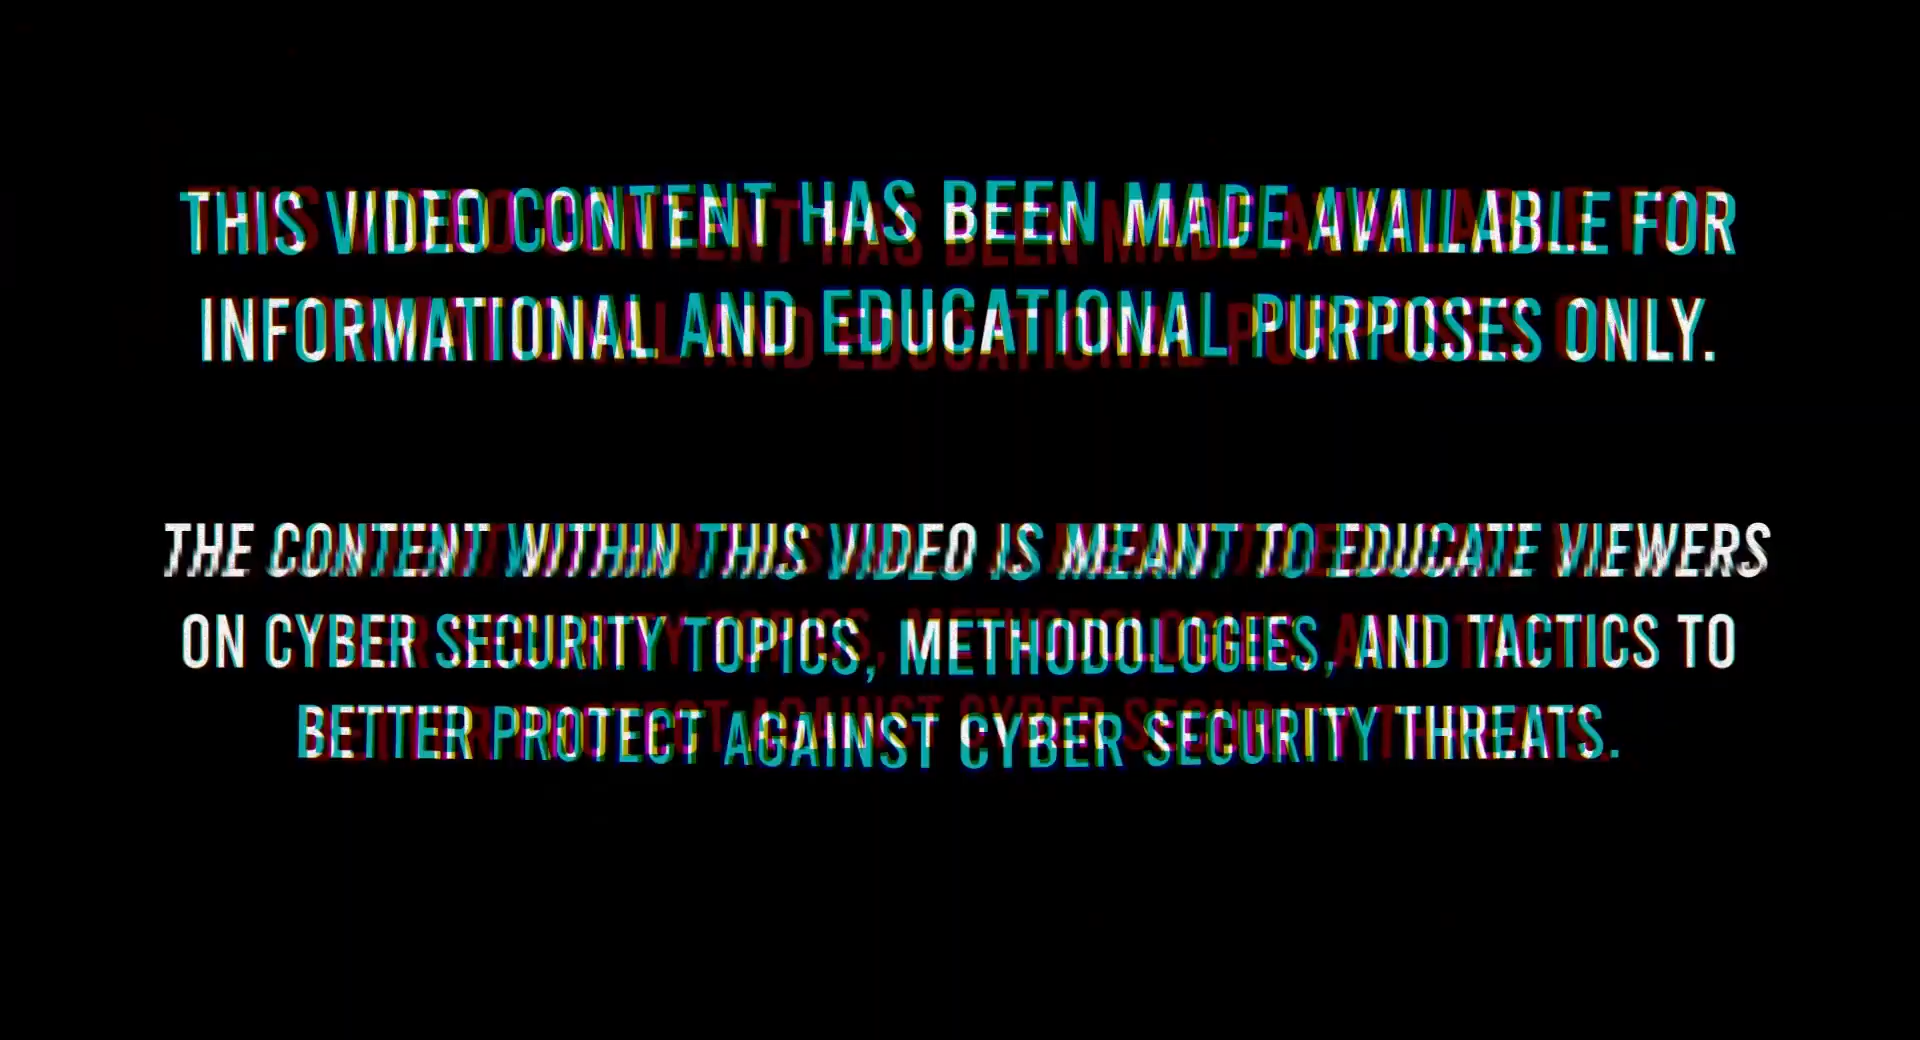 THIS VIDEO CONTENT HAS BEEN MADE AVAILABLE FOR
INFORMATIONAL AND EDUCATIONAL PURPOSES ONLY.
THE CONTENT WITHIN THIS VIDEO IS MEANT TO EDUCATE VIEWERS
ON CYBER SECURITY TOPICS, METHODOLOGIES, AND TACTICS TO
BETTER PROTECT AGAINST CYBER SECURITY THREATS.